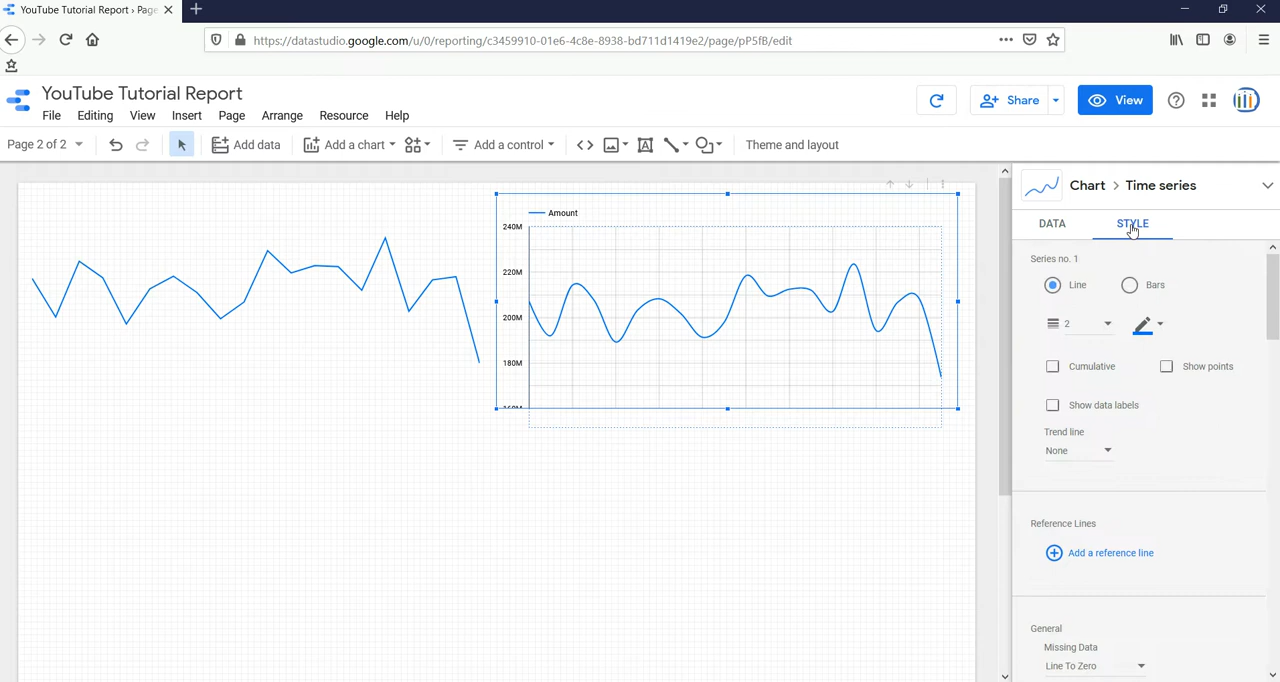 YouTube Tutorial Report › Page
https://datastudio.google.com/u/0/reporting/c3459910-01e6-4c8e-8938-bd711d1419e2/page/pP5fB/edit
YouTube Tutorial Report
File Edit​ing View Insert Page Arrange Resource Help
Share
View
Page 2 of 2
Add data
Add a chart
Add a control
Theme and layout
Amount
240M
220M
200M
180M
160M
Chart > Time series
DATA STYLE
Series no. 1
Line Bars
2
Cumulative Show points
Show data labels
Trend line
None
Reference Lines
Add a reference line
General
Missing Data
Line To Zero